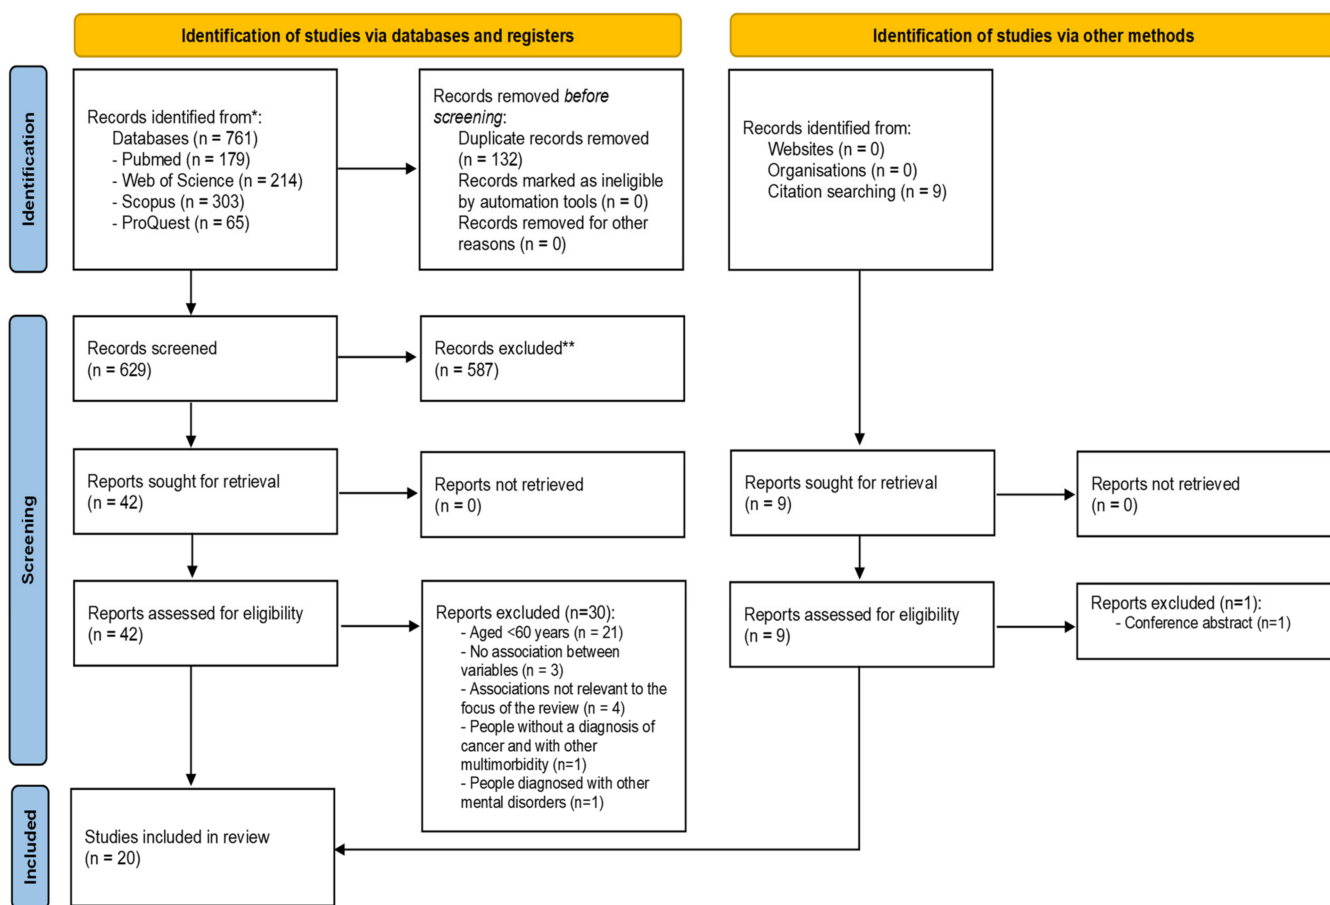 Identification of studies via databases and registers
Identification of studies via other methods
Identification
Records identified from*:
Databases (n = 761)
- Pubmed (n = 179)
- Web of Science (n = 214)
- Scopus (n = 303)
- ProQuest (n = 65)
Records removed before
screening:
Duplicate records removed
(n = 132)
Records marked as ineligible
by automation tools (n = 0)
Records removed for other
reasons (n = 0)
Records identified from:
Websites (n = 0)
Organisations (n = 0)
Citation searching (n = 9)
Screening
Records screened
(n = 629)
Records excluded**
(n = 587)
Reports sought for retrieval
(n = 42)
Reports not retrieved
(n = 0)
Reports sought for retrieval
(n = 9)
Reports not retrieved
(n = 0)
Reports assessed for eligibility
(n = 42)
Reports excluded (n=30):
- Aged <60 years (n = 21)
- No association between
variables (n = 3)
- Associations not relevant to the
focus of the review (n = 4)
- People without a diagnosis of
cancer and with other
multimorbidity (n=1)
- People diagnosed with other
mental disorders (n=1)
Reports assessed for eligibility
(n = 9)
Reports excluded (n=1):
- Conference abstract (n=1)
Included
Studies included in review
(n = 20)